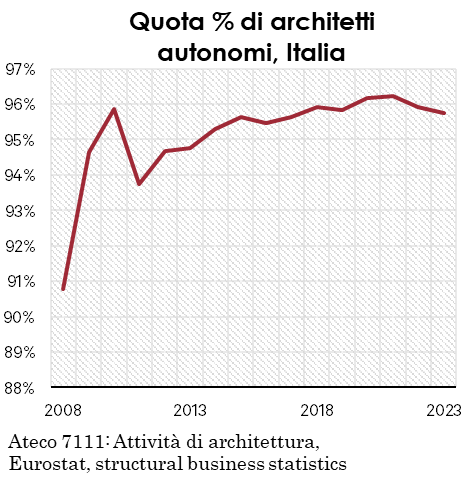 Quota % di architetti
autonomi, Italia
97%
96%
95%
94%
93%
92%
91%
90%
89%
88%
2008 2013 2018 2023
Ateco 7111: Attività di architettura,
Eurostat, structural business statistics